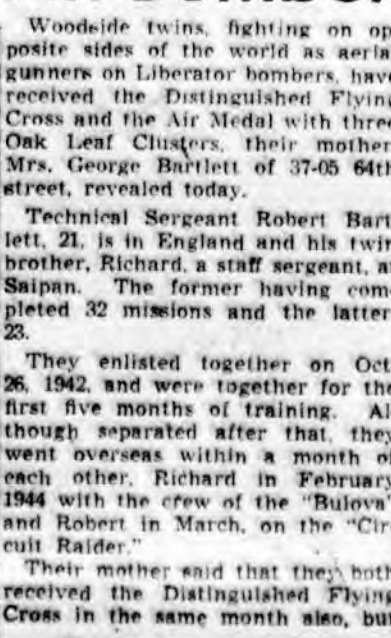 Woodside twins, fighting on op
posite sides of the world as aeria
gunners on Liberator bombers, have
received the Distinguished Flyin
Cross and the Air Medal with three
Oak Leaf Clusters, their mother
Mrs. George Bartlett of 37-05 64th
street, revealed today.
Technical Sergeant Robert Bart
lett, 21, is in England and his twin
brother, Richard, a staff sergeant, a
Saipan. The former having com
pleted 32 missions and the latter
23.
They enlisted together on Oct
26, 1942, and were together for the
first five months of training. Al
though separated after that, they
went overseas within a month of
each other, Richard in February
1944 with the crew of the "Bulova"
and Robert in March, on the "Cir
cuit Raider."
Their mother said that they both
received the Distinguished Flying
Cross in the same month also, but